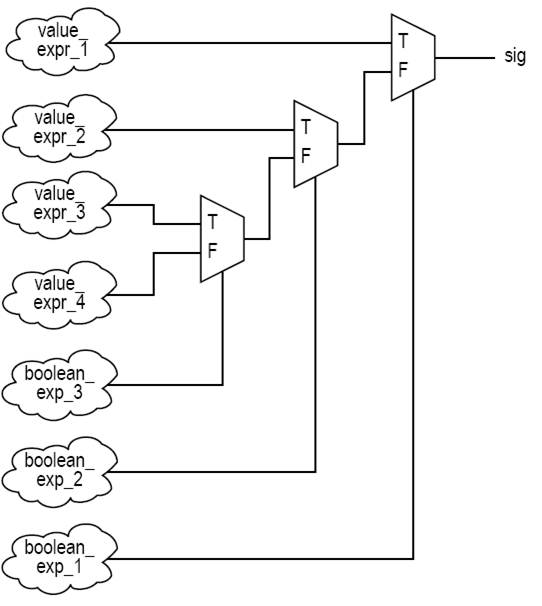 value_
expr_1
T
F
sig
value_
expr_2
T
F
value_
expr_3
T
F
value_
expr_4
boolean_
exp_3
boolean_
exp_2
boolean_
exp_1